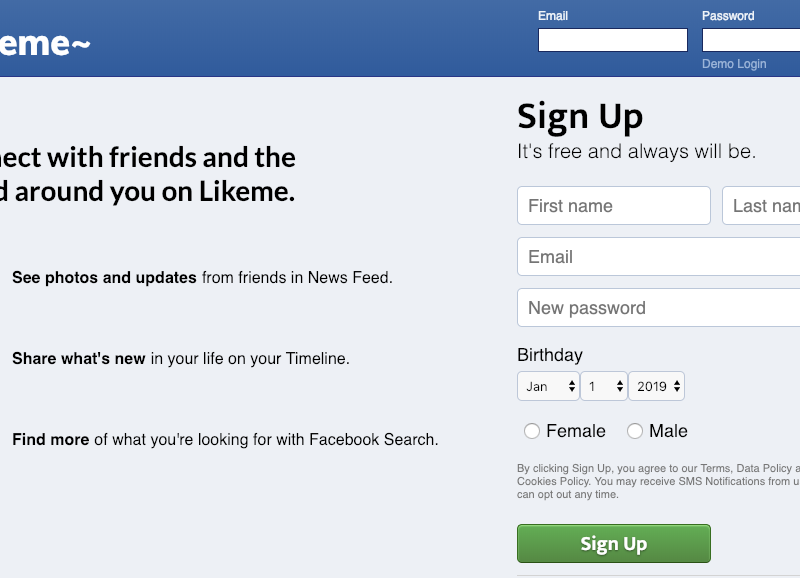 Email
Password
eme~
Demo Login
Sign Up
It's free and always will be.
ect with friends and the
d around you on Likeme.
First name
Last nam
Email
New password
See photos and updates from friends in News Feed.
Share what's new in your life on your Timeline.
Find more of what you're looking for with Facebook Search.
Birthday
Jan 1 2019
Female Male
By clicking Sign Up, you agree to our Terms, Data Policy a
Cookies Policy. You may receive SMS Notifications from u
can opt out any time.
Sign Up